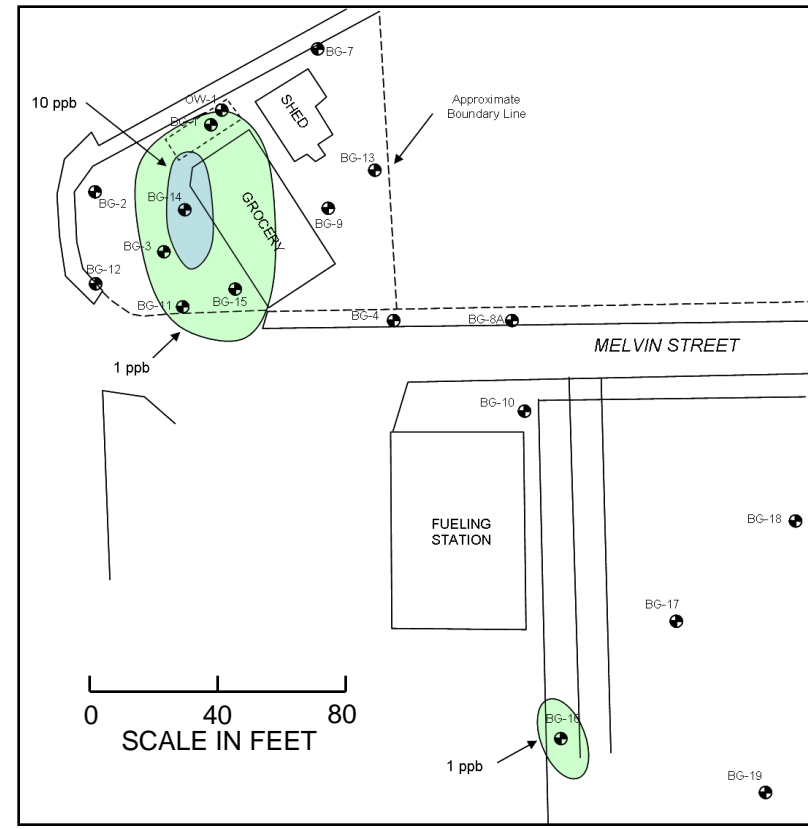 BG-7
10 ppb
OW-1
BG-1
SHED
Approximate
Boundary Line
BG-13
BG-2
BG-14
GROCERY
BG-9
BG-3
BG-12
BG-11
BG-15
BG-4
BG-8A
1 ppb
MELVIN STREET
BG-10
FUELING
STATION
BG-18
BG-17
0 40 80
SCALE IN FEET
BG-16
1 ppb
BG-19